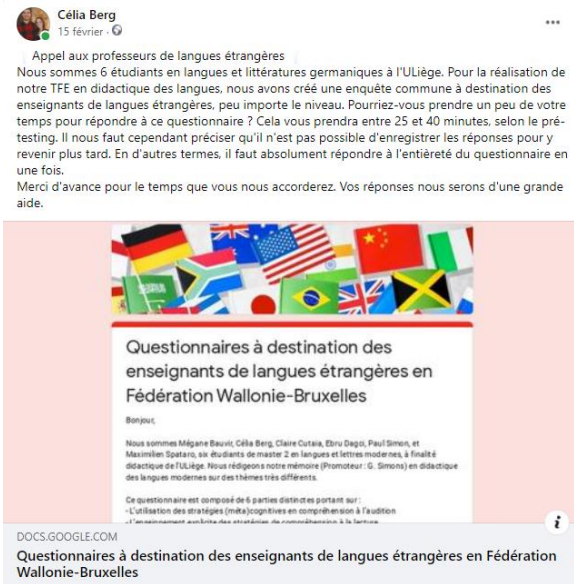 Célia Berg
15 février ·
Appel aux professeurs de langues étrangères
Nous sommes 6 étudiants en langues et littératures germaniques à l'ULiège. Pour la réalisation de
notre TFE en didactique des langues, nous avons créé une enquête commune à destination des
enseignants de langues étrangères, peu importe le niveau. Pourriez-vous prendre un peu de votre
temps pour répondre à ce questionnaire ? Cela vous prendra entre 25 et 40 minutes, selon le pré-
testing. Il nous faut cependant préciser qu'il n'est pas possible d'enregistrer les réponses pour y
revenir plus tard. En d'autres termes, il faut absolument répondre à l'entièreté du questionnaire en
une fois.
Merci d'avance pour le temps que vous nous accorderez. Vos réponses nous serons d'une grande
aide.
Questionnaires à destination des
enseignants de langues étrangères en
Fédération Wallonie-Bruxelles
Bonjour,
Nous sommes Mégane Bauvir, Célia Berg, Claire Cutaia, Ebru Dagci, Paul Simon, et
Maximilien Spataro, six étudiants de master 2 en langues et lettres modernes, à finalité
didactique de l'ULiège. Nous rédigeons notre mémoire (Promoteur : G. Simons) en didactique
des langues modernes sur des thèmes très différents.
Ce questionnaire est composé de 6 parties distinctes portant sur :
- L'utilisation des stratégies (méta)cognitives en compréhension à l'audition
- L'enseignement explicite des stratégies de compréhension à la lecture
DOCS.GOOGLE.COM
Questionnaires à destination des enseignants de langues étrangères en Fédération
Wallonie-Bruxelles